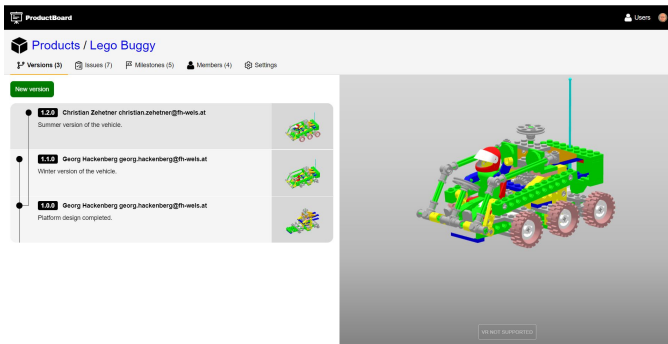 ProductBoard
Users
Products / Lego Buggy
Versions (3) Issues (7) Milestones (5) Members (4) Settings
New version
1.2.0 Christian Zehetner christian.zehetner@fh-wels.at
Summer version of the vehicle.
1.1.0 Georg Hackenberg georg.hackenberg@fh-wels.at
Winter version of the vehicle.
1.0.0 Georg Hackenberg georg.hackenberg@fh-wels.at
Platform design completed.
VR NOT SUPPORTED